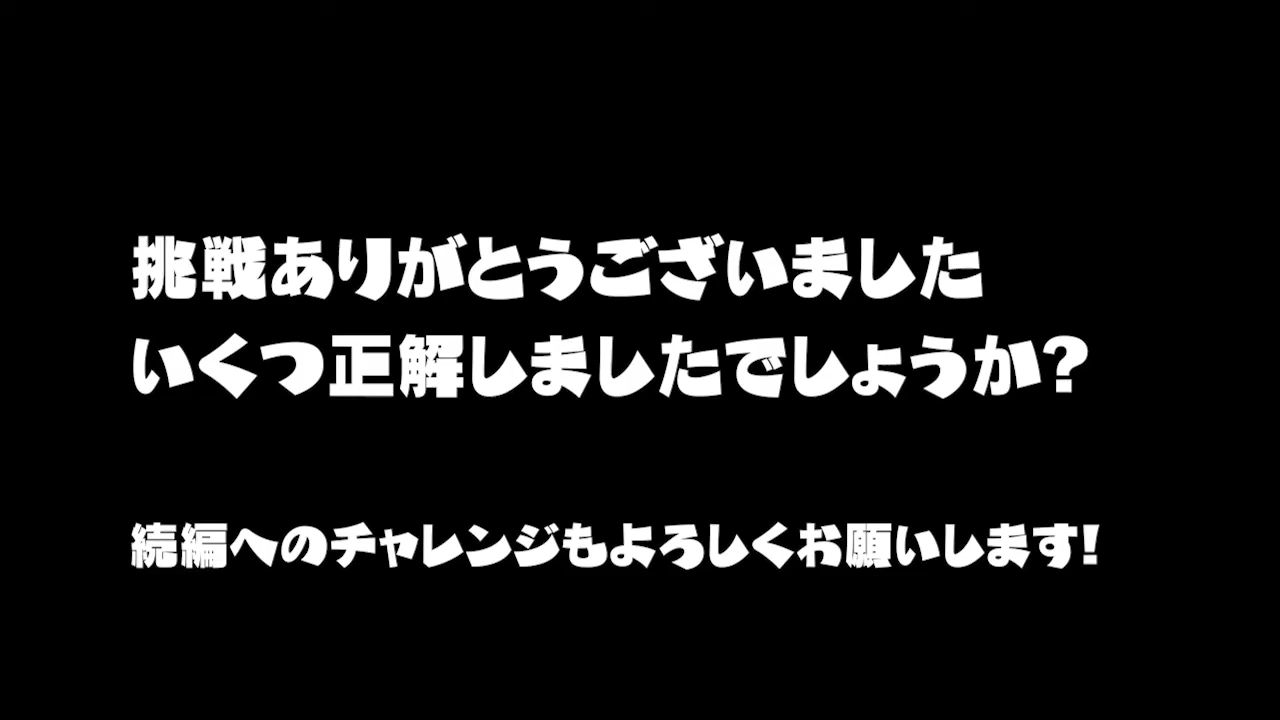 挑戦ありがとうございました
いくつ正解しましたでしょうか?
続編へのチャレンジもよろしくお願いします!